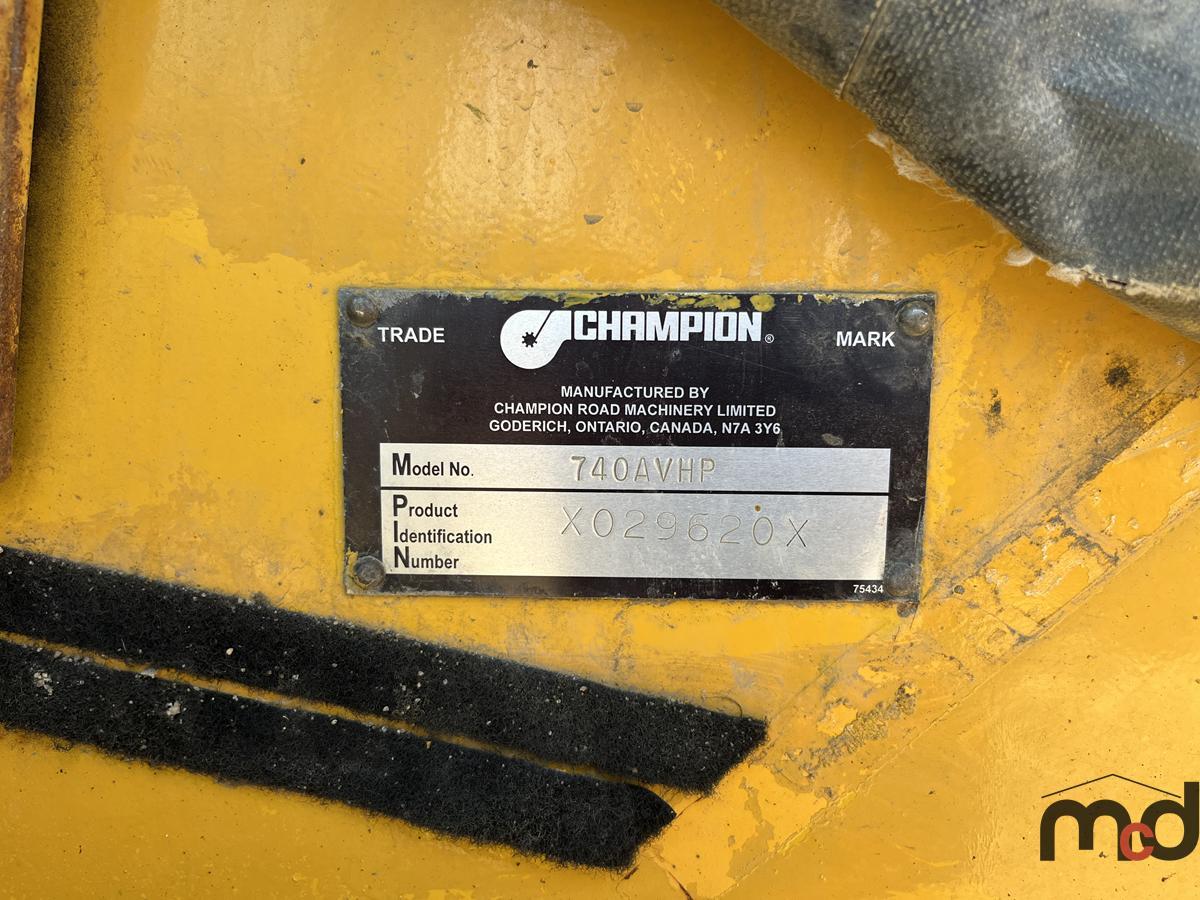 TRADE CHAMPION® MARK
MANUFACTURED BY
CHAMPION ROAD MACHINERY LIMITED
GODERICH, ONTARIO, CANADA, N7A 3Y6
Model No. 740AVHP
Product
Identification X029620X
Number
75434
mcd